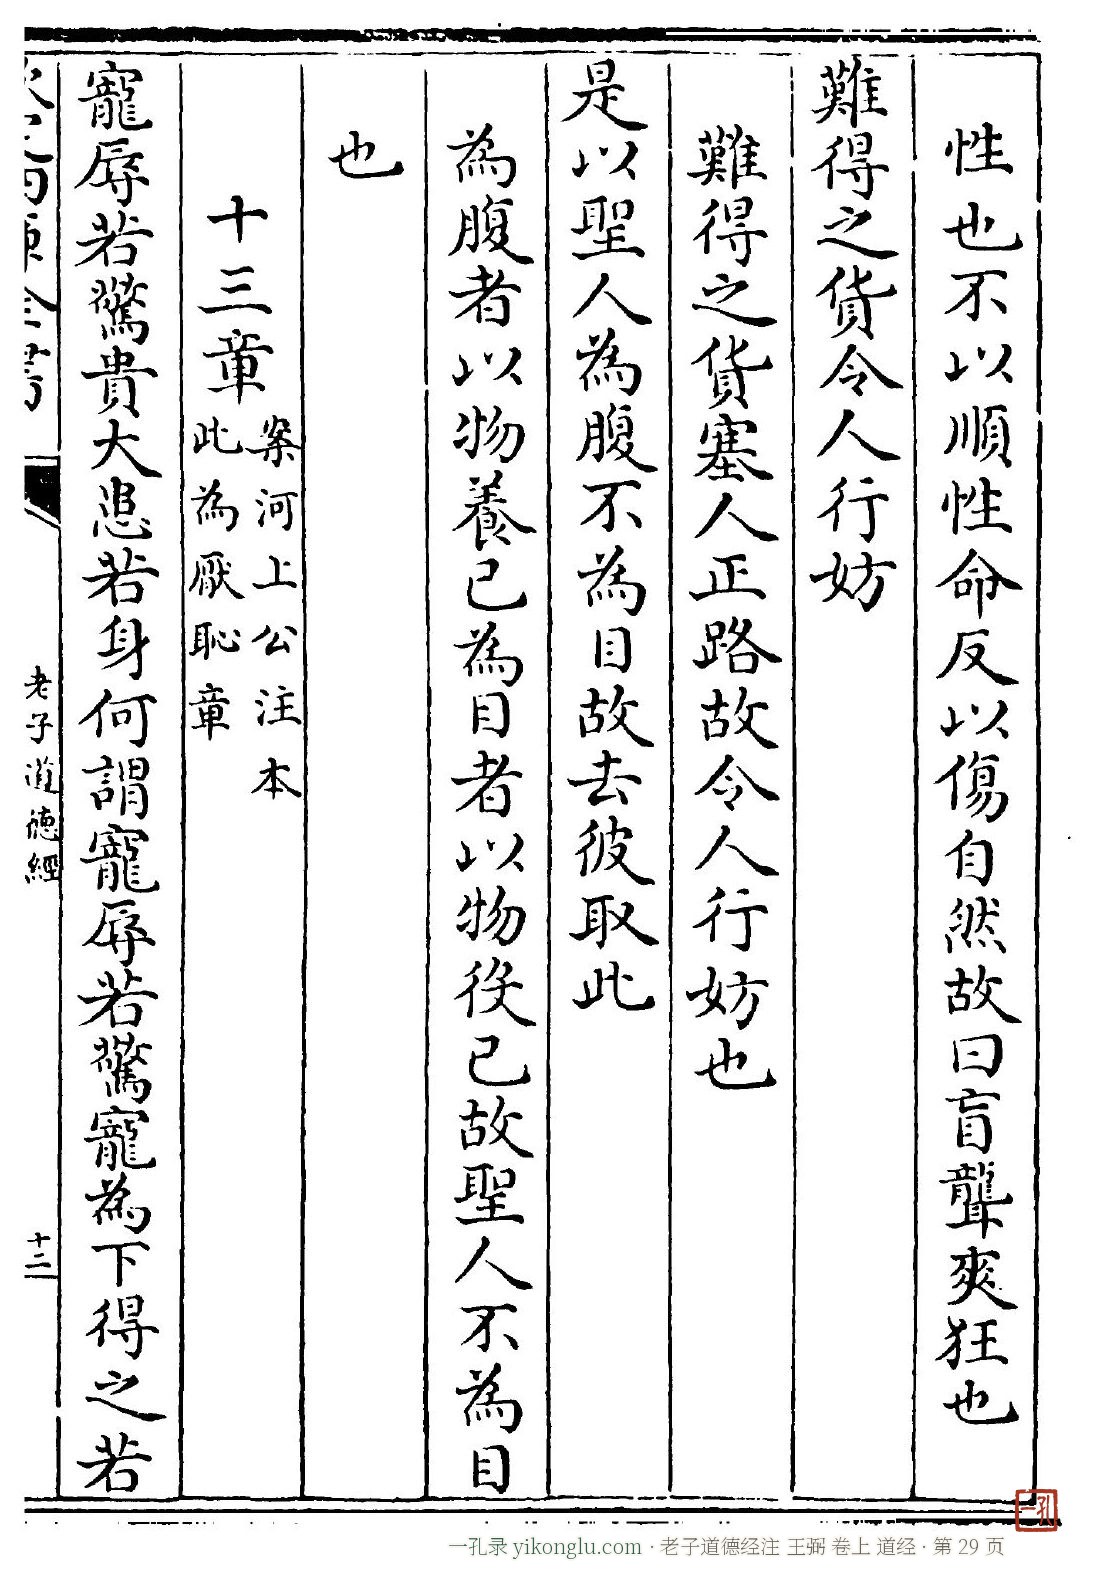 性也不以順性命反以傷自然故曰盲聾爽狂也
難得之貨令人行妨
難得之貨塞人正路故令人行妨也
是以聖人為腹不為目故去彼取此
為腹者以物養已為目者以物役已故聖人不為目
也
十三章
案河上公注本
此為厭恥章
寵辱若驚貴大患若身何謂寵辱若驚寵為下得之若
老子道德經
十二
一孔
一孔录 yikonglu.com · 老子道德经注 王弼 卷上 道经 · 第 29 页